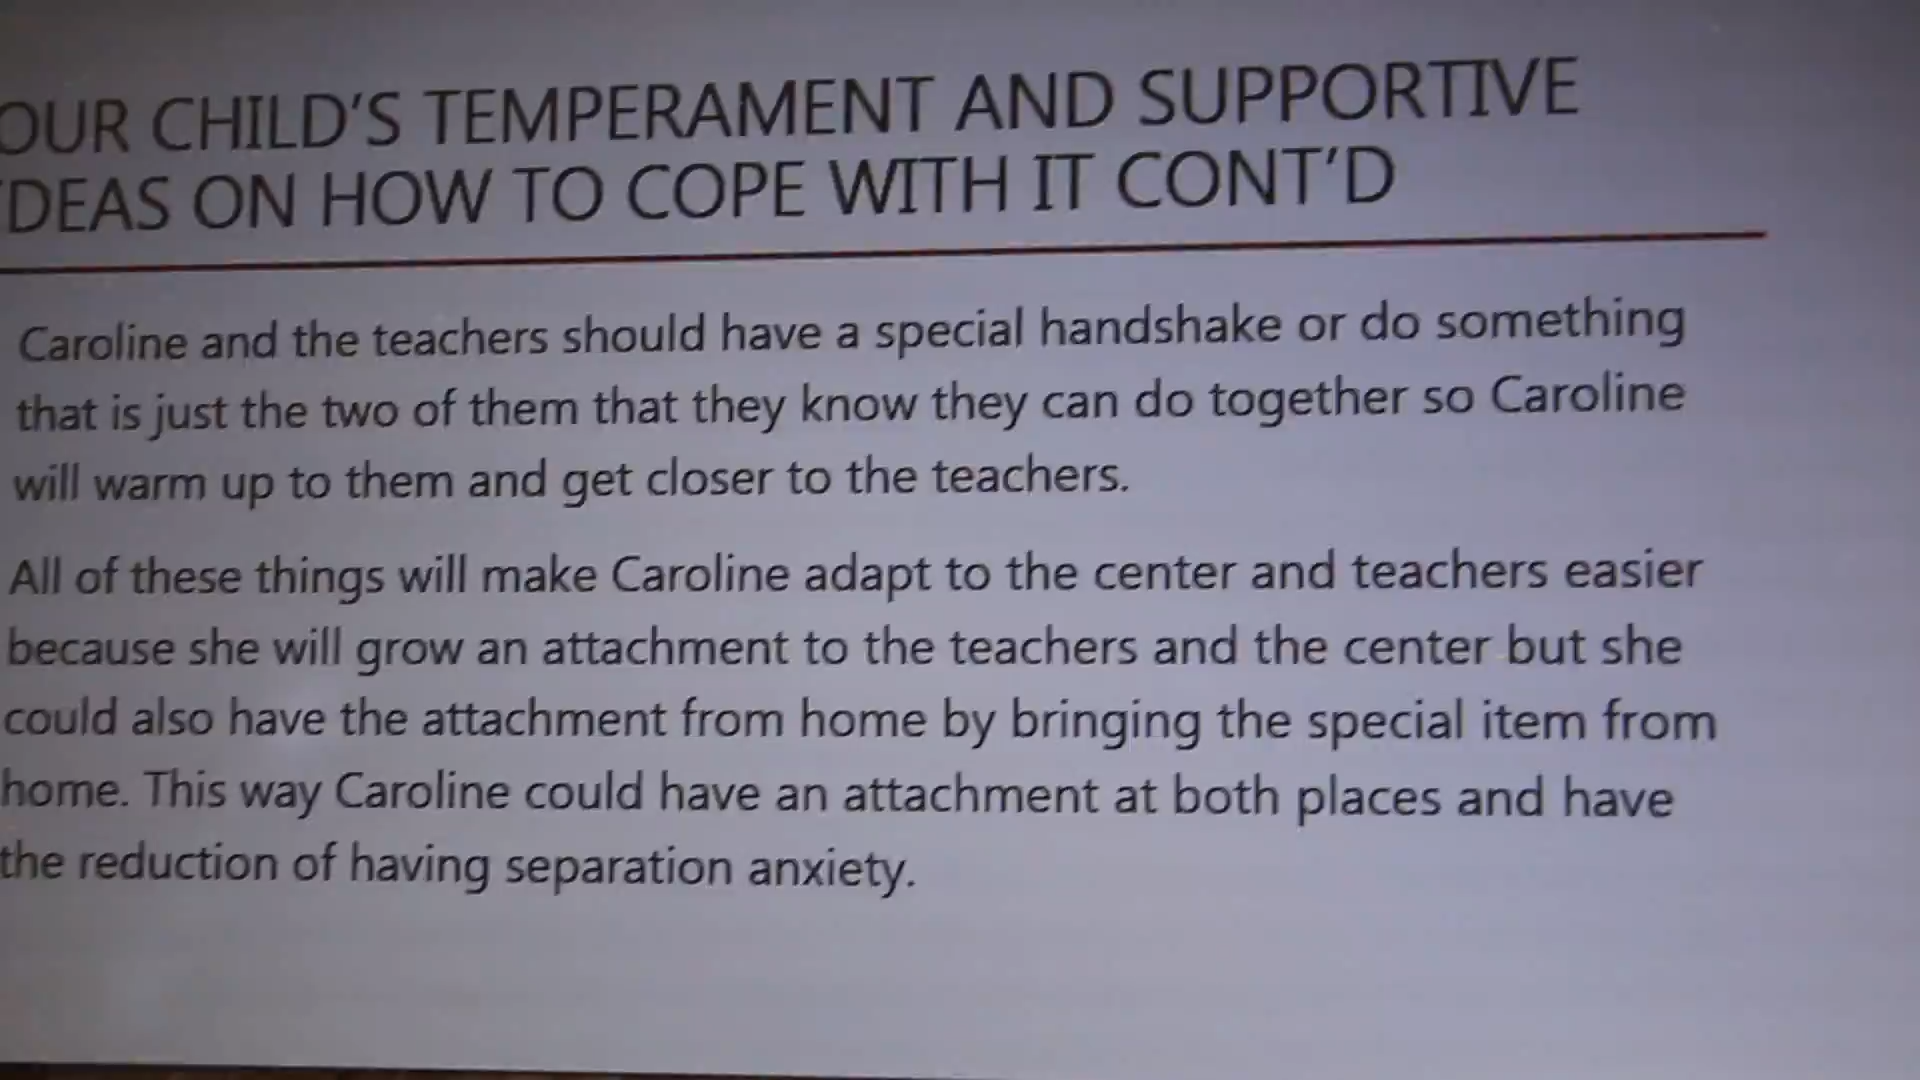 OUR CHILD'S TEMPERAMENT AND SUPPORTIVE
IDEAS ON HOW TO COPE WITH IT CONT'D
Caroline and the teachers should have a special handshake or do something
that is just the two of them that they know they can do together so Caroline
will warm up to them and get closer to the teachers.
All of these things will make Caroline adapt to the center and teachers easier
because she will grow an attachment to the teachers and the center but she
could also have the attachment from home by bringing the special item from
home. This way Caroline could have an attachment at both places and have
the reduction of having separation anxiety.